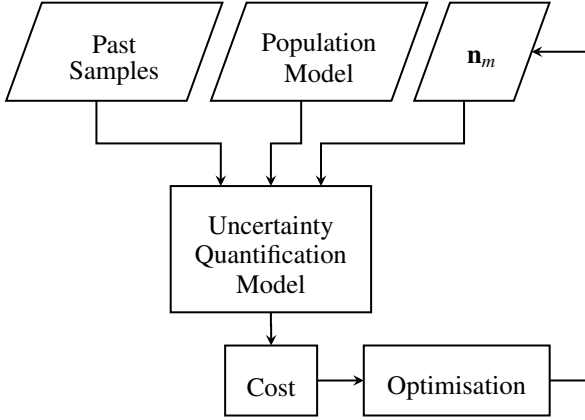 Past
Samples
Population
Model
n_m
Uncertainty
Quantification
Model
Cost
Optimisation